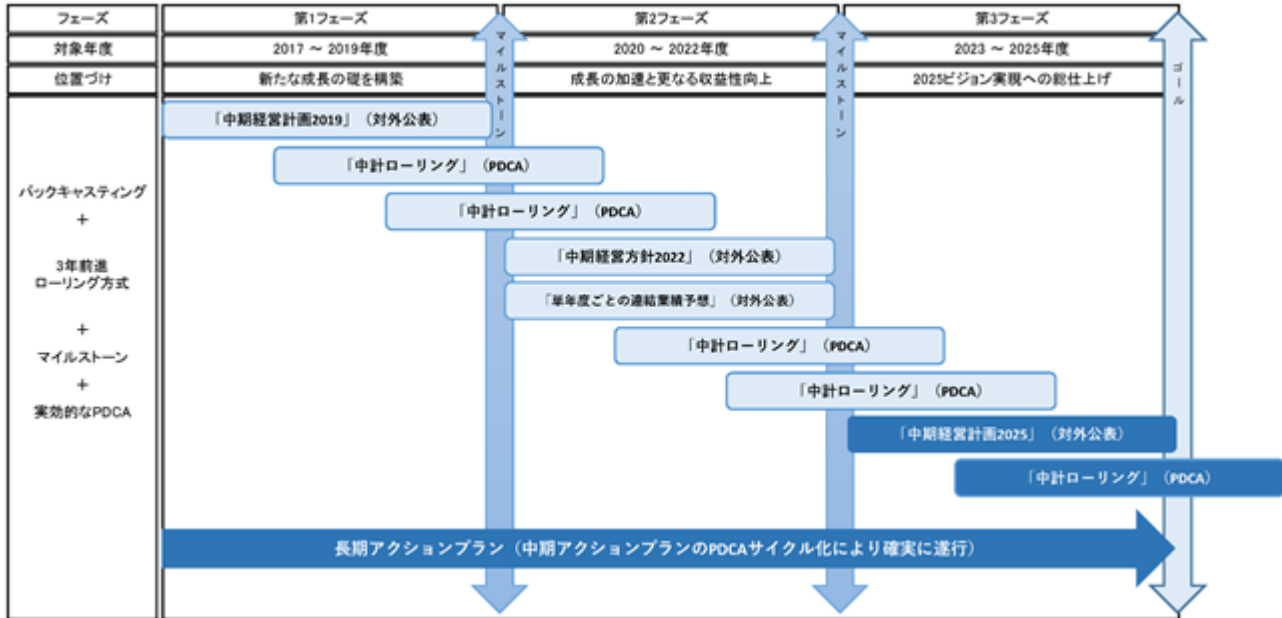 フェーズ
第1フェーズ
第2フェーズ
第3フェーズ
対象年度
2017 ～ 2019年度
2020 ～ 2022年度
2023 ～ 2025年度
位置づけ
新たな成長の礎を構築
成長の加速と更なる収益性向上
2025ビジョン実現への総仕上げ
マイルストーン
マイルストーン
ゴール
バックキャスティング
+
3年前進
ローリング方式
+
マイルストーン
+
実効的なPDCA
「中期経営計画2019」（対外公表）
「中計ローリング」（PDCA）
「中計ローリング」（PDCA）
「中期経営方針2022」（対外公表）
「単年度ごとの連結業績予想」（対外公表）
「中計ローリング」（PDCA）
「中計ローリング」（PDCA）
「中期経営計画2025」（対外公表）
「中計ローリング」（PDCA）
長期アクションプラン（中期アクションプランのPDCAサイクル化により確実に遂行）